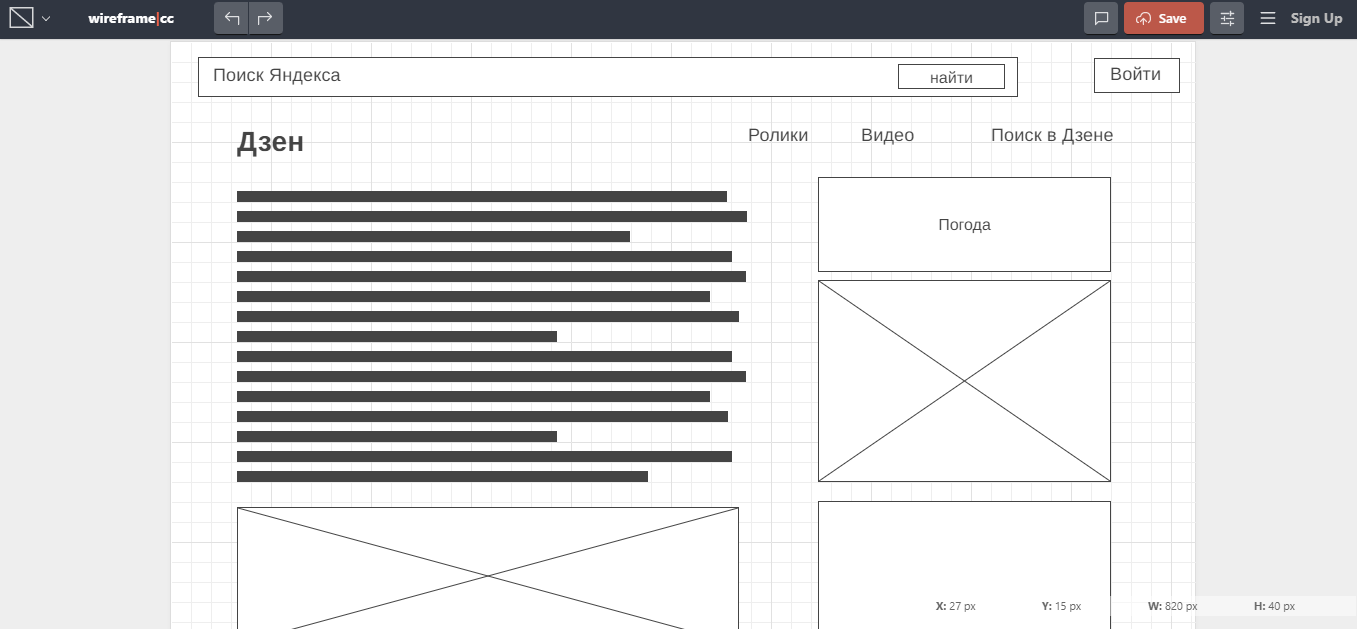 wireframe|cc
Save
Sign Up
Поиск Яндекса
найти
Войти
Дзен
Ролики
Видео
Поиск в Дзене
Погода
X: 27 px
Y: 15 px
W: 820 px
H: 40 px